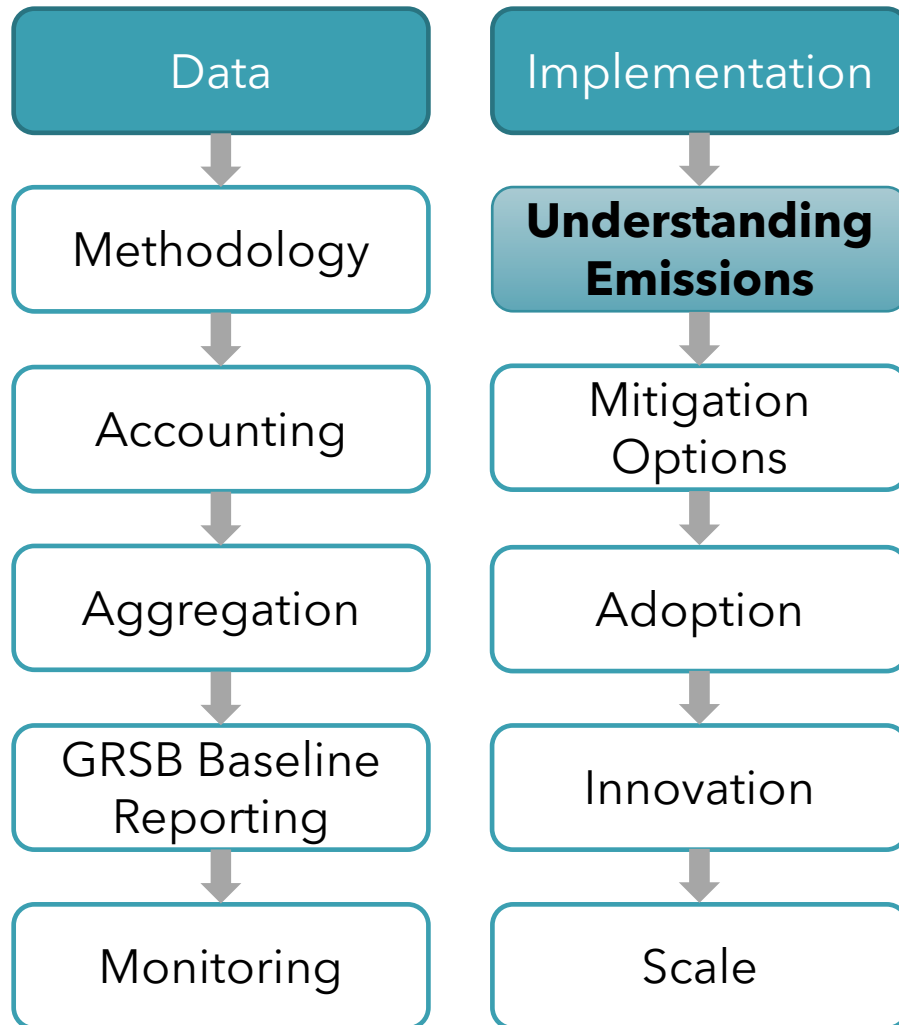 Data
Methodology
Accounting
Aggregation
GRSB Baseline
Reporting
Monitoring
Implementation
Understanding
Emissions
Mitigation
Options
Adoption
Innovation
Scale